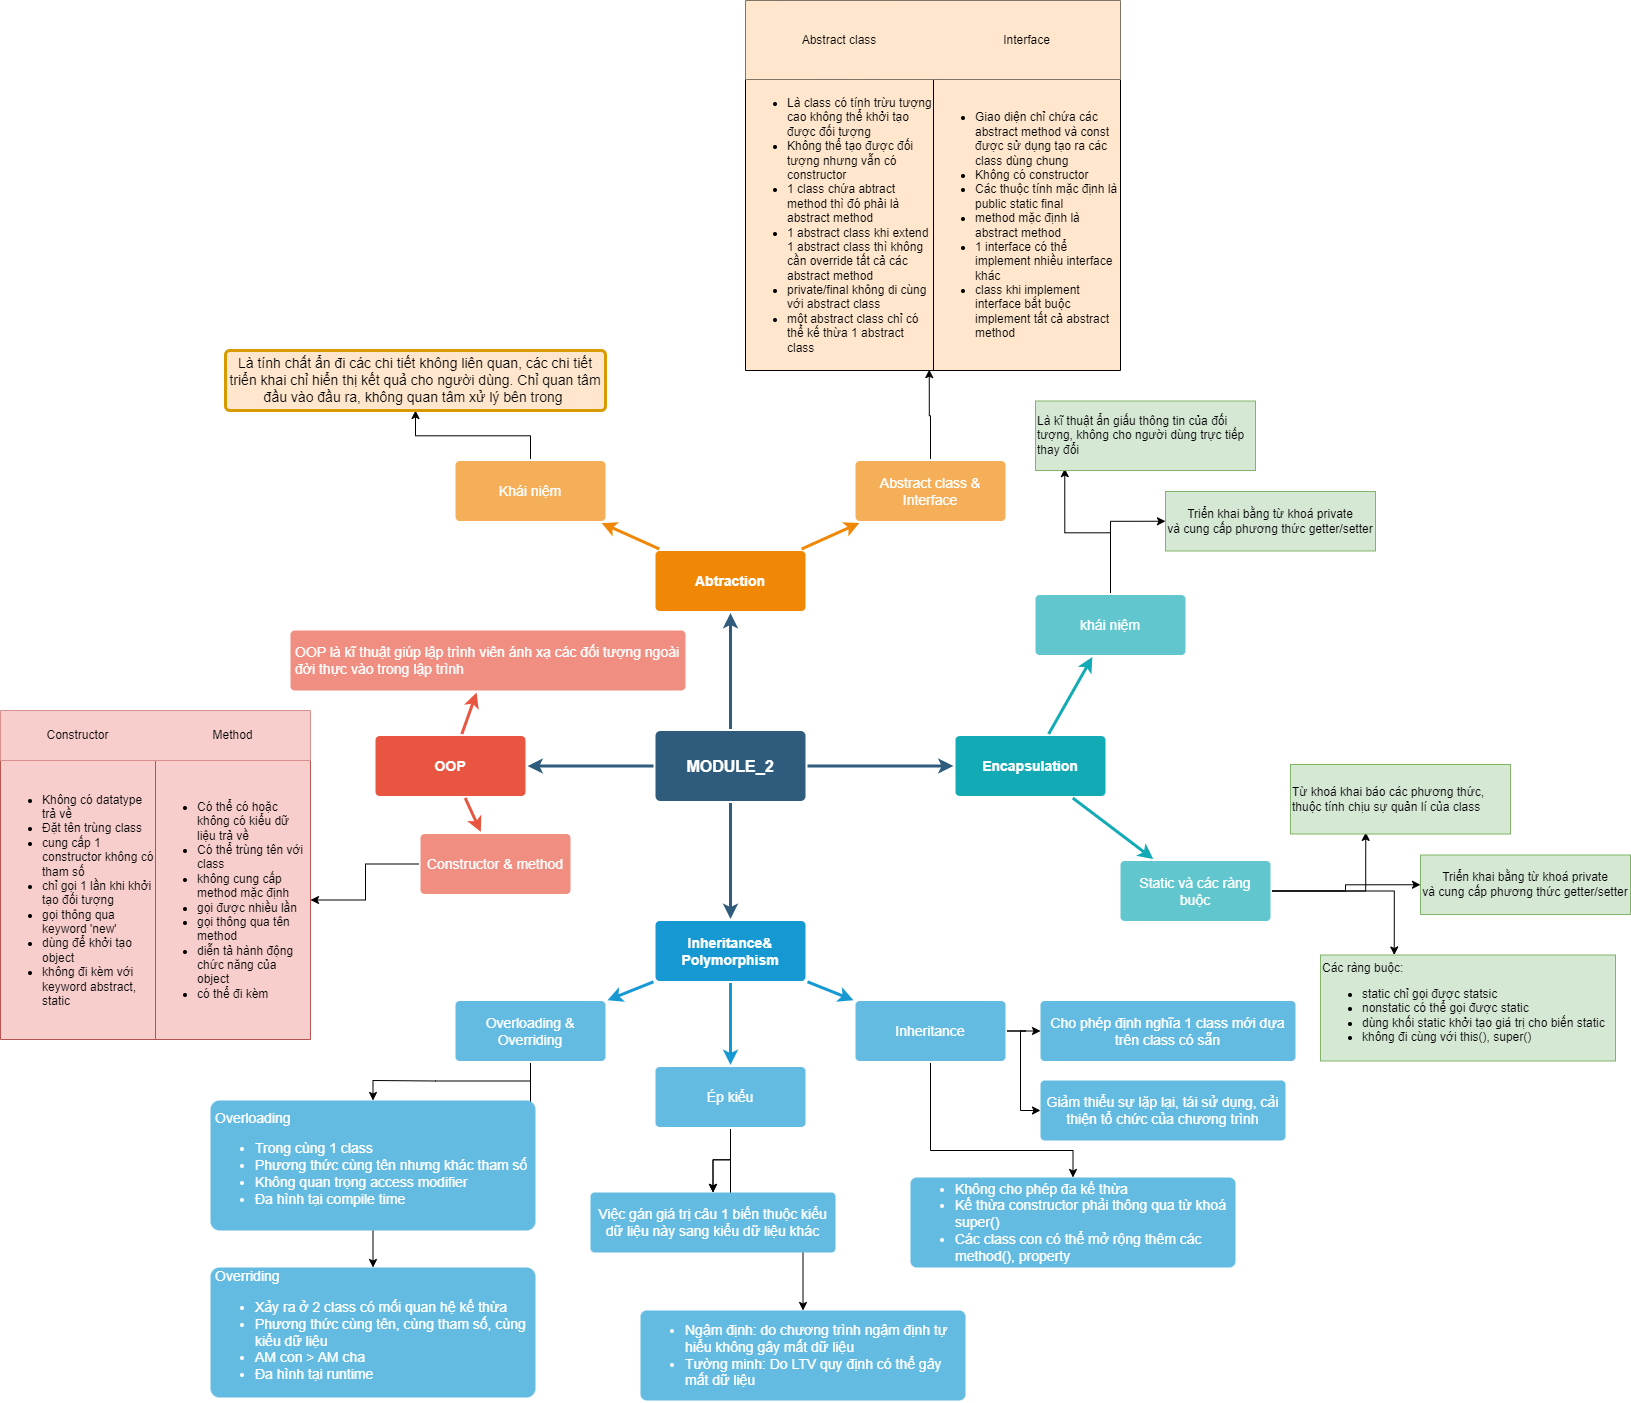 Abstract class
Interface
Là class có tính trừu tượng
cao không thể khởi tạo
được đối tượng
Không thể tạo được đối
tượng nhưng vẫn có
constructor
1 class chứa abtract
method thì đó phải là
abstract method
1 abstract class khi extend
1 abstract class thì không
cần override tất cả các
abstract method
private/final không di cùng
với abstract class
một abstract class chỉ có
thể kế thừa 1 abstract
class
Giao diện chỉ chứa các
abstract method và const
được sử dụng tạo ra các
class dùng chung
Không có constructor
Các thuộc tính mặc định là
public static final
method mặc định là
abstract method
1 interface có thể
implement nhiều interface
khác
class khi implement
interface bắt buộc
implement tất cả abstract
method
Là tính chất ẩn đi các chi tiết không liên quan, các chi tiết
triển khai chỉ hiển thị kết quả cho người dùng. Chỉ quan tâm
đầu vào đầu ra, không quan tâm xử lý bên trong
Là kĩ thuật ẩn giấu thông tin của đối
tượng, không cho người dùng trực tiếp
thay đổi
Khái niệm
Abstract class &
Interface
Triển khai bằng từ khoá private
và cung cấp phương thức getter/setter
Abtraction
khái niệm
OOP là kĩ thuật giúp lập trình viên ánh xạ các đối tượng ngoài
đời thực vào trong lập trình
Constructor
Method
OOP
MODULE_2
Encapsulation
Không có datatype
trả về
Đặt tên trùng class
cung cấp 1
constructor không có
tham số
chỉ gọi 1 lần khi khởi
tạo đối tượng
gọi thông qua
keyword 'new'
dùng để khởi tạo
object
không đi kèm với
keyword abstract,
static
Có thể có hoặc
không có kiểu dữ
liệu trả về
Có thể trùng tên với
class
không cung cấp
method mặc định
gọi được nhiều lần
gọi thông qua tên
method
diễn tả hành động
chức năng của
object
có thể đi kèm
Constructor & method
Từ khoá khai báo các phương thức,
thuộc tính chịu sự quản lí của class
Static và các ràng
buộc
Triển khai bằng từ khoá private
và cung cấp phương thức getter/setter
Inheritance&
Polymorphism
Các ràng buộc:
static chỉ gọi được statsic
nonstatic có thể gọi được static
dùng khối static khởi tạo giá trị cho biến static
không đi cùng với this(), super()
Overloading &
Overriding
Inheritance
Cho phép định nghĩa 1 class mới dựa
trên class có sẵn
Ép kiểu
Giảm thiểu sự lặp lại, tái sử dụng, cải
thiện tổ chức của chương trình
Overloading
Trong cùng 1 class
Phương thức cùng tên nhưng khác tham số
Không quan trọng access modifier
Đa hình tại compile time
Việc gán giá trị câu 1 biến thuộc kiểu
dữ liệu này sang kiểu dữ liệu khác
Không cho phép đa kế thừa
Kế thừa constructor phải thông qua từ khoá
super()
Các class con có thể mở rộng thêm các
method(), property
Overriding
Xảy ra ở 2 class có mối quan hệ kế thừa
Phương thức cùng tên, cùng tham số, cùng
kiểu dữ liệu
AM con > AM cha
Đa hình tại runtime
Ngậm định: do chương trình ngậm định tự
hiểu không gây mất dữ liệu
Tường minh: Do LTV quy định có thể gây
mất dữ liệu